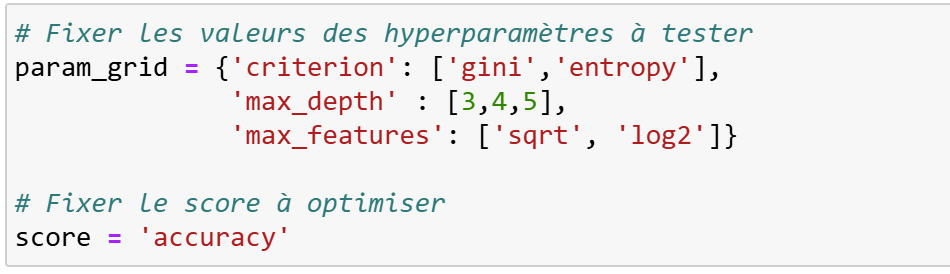 # Fixer les valeurs des hyperparamètres à tester
param_grid = {'criterion': ['gini','entropy'],
              'max_depth' : [3,4,5],
              'max_features': ['sqrt', 'log2']}
# Fixer le score à optimiser
score = 'accuracy'